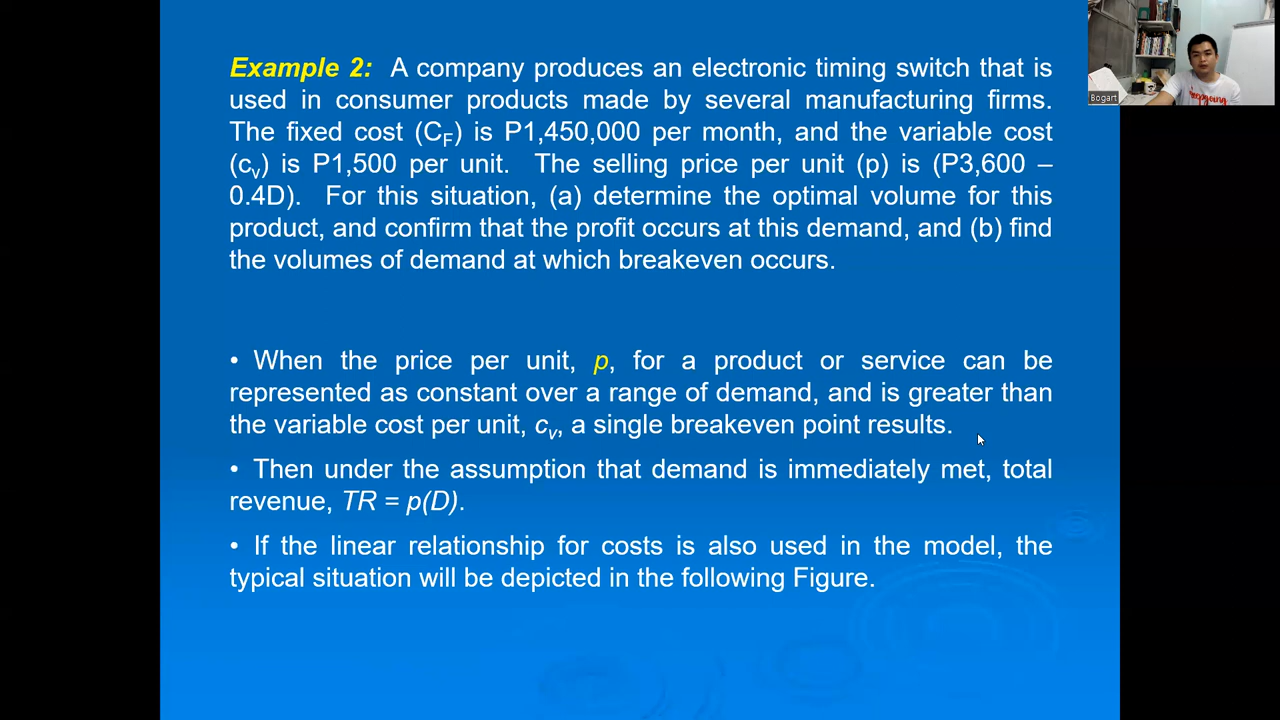 Example 2: A company produces an electronic timing switch that is
used in consumer products made by several manufacturing firms.
The fixed cost (CF) is P1,450,000 per month, and the variable cost
(cv) is P1,500 per unit. The selling price per unit (p) is (P3,600 –
0.4D). For this situation, (a) determine the optimal volume for this
product, and confirm that the profit occurs at this demand, and (b) find
the volumes of demand at which breakeven occurs.
• When the price per unit, p, for a product or service can be
represented as constant over a range of demand, and is greater than
the variable cost per unit, cv, a single breakeven point results.
• Then under the assumption that demand is immediately met, total
revenue, TR = p(D).
• If the linear relationship for costs is also used in the model, the
typical situation will be depicted in the following Figure.
Bogart